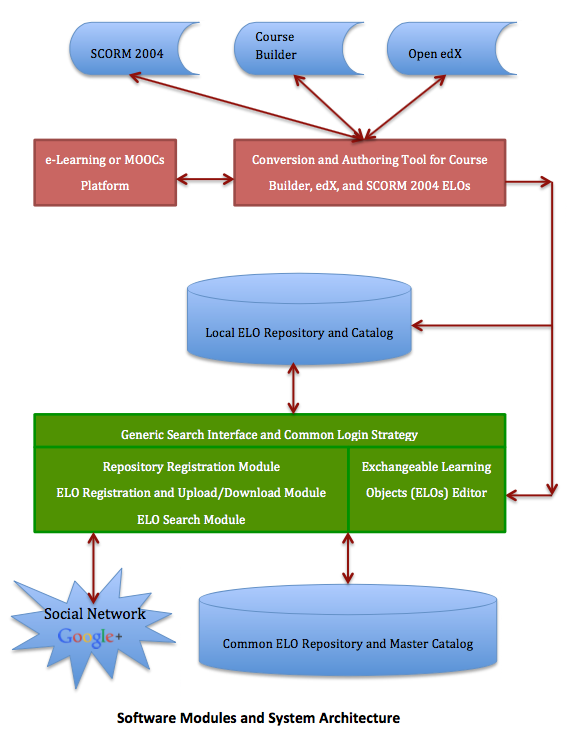 SCORM 2004
Course
Builder
Open edX
e-Learning or MOOCs
Platform
Conversion and Authoring Tool for Course
Builder, edX, and SCORM 2004 ELOs
Local ELO Repository and Catalog
Generic Search Interface and Common Login Strategy
Repository Registration Module
ELO Registration and Upload/Download Module
ELO Search Module
Exchangeable Learning
Objects (ELOs) Editor
Social Network
Google+
Common ELO Repository and Master Catalog
Software Modules and System Architecture